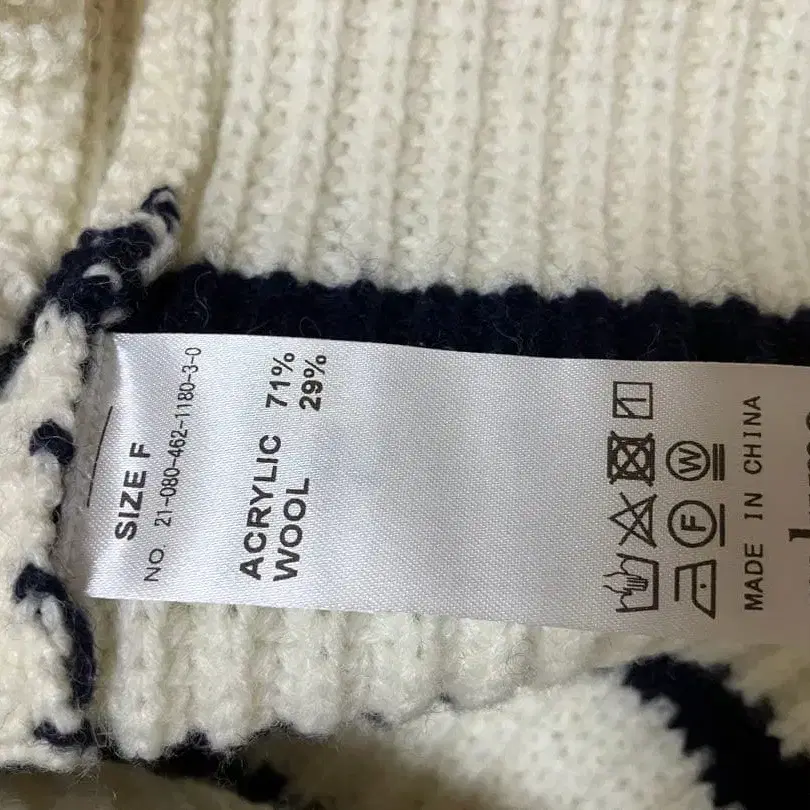 SIZE F
NO. 21-080-462-1180-3-0
ACRYLIC 71%
WOOL 29%
F W
MADE IN CHINA